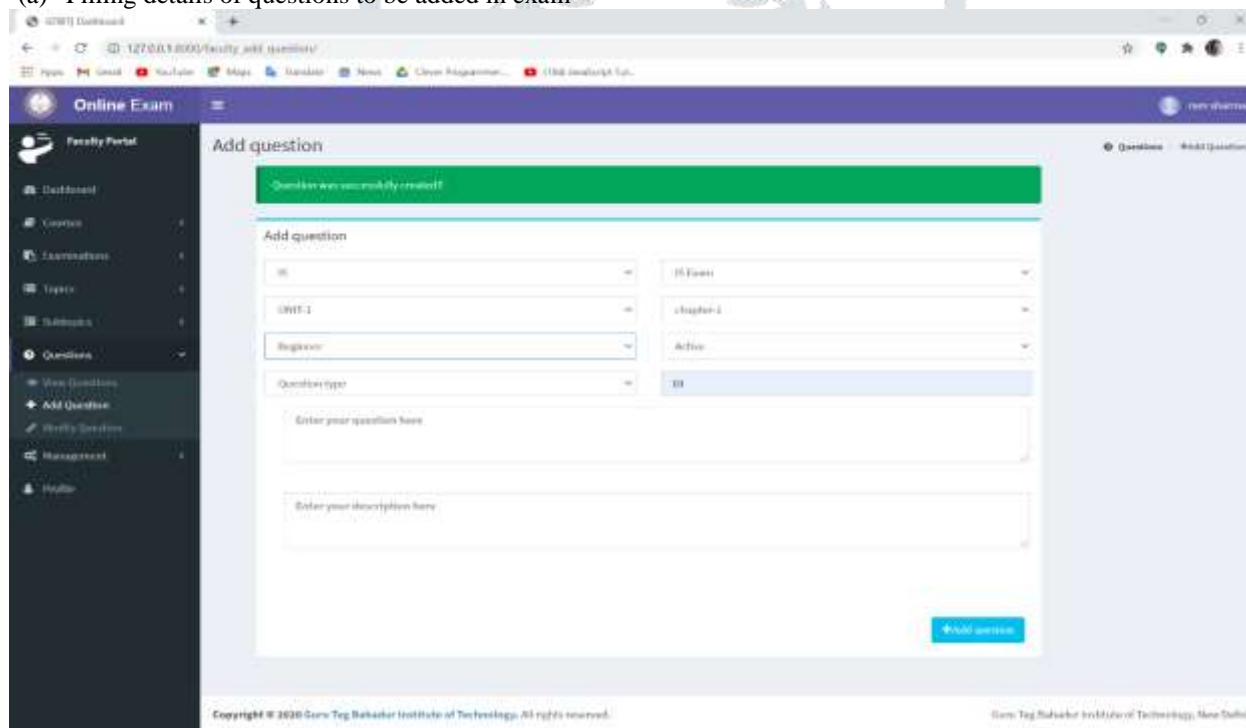 (a) Filling details of questions to be added in exam
GTBIT| Dashboard
127.0.0.1:8000/faculty_add_question/
Apps Gmail YouTube Maps Translate News Clever Programmer...
Online Exam
Faculty Portal
Add question
Questions
Add Question
Question was successfully created!!
Dashboard
Courses
Examinations
Topics
Subtopics
Questions
View Questions
Add Question
Verify Question
Management
Profile
Add question
IS
IS Exam
UNIT-1
chapter-1
Beginner
Active
Question type
Enter your question here
Enter your description here
Add question
Copyright © 2020 Guru Teg Bahadur Institute of Technology. All rights reserved.
Guru Teg Bahadur Institute of Technology, New Delhi